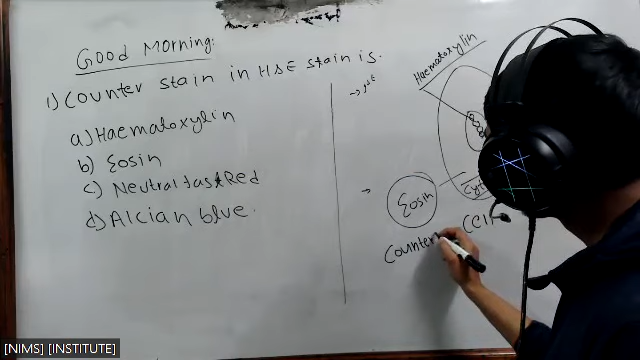 Good Morning:
1) Counter stain in H&E stain is.
a) Haematoxylin
b) Eosin
c) Neutral fast Red
d) Alcian blue.
Haematoxylin
Eosin
Cell
Counter
[NIMS] [INSTITUTE]